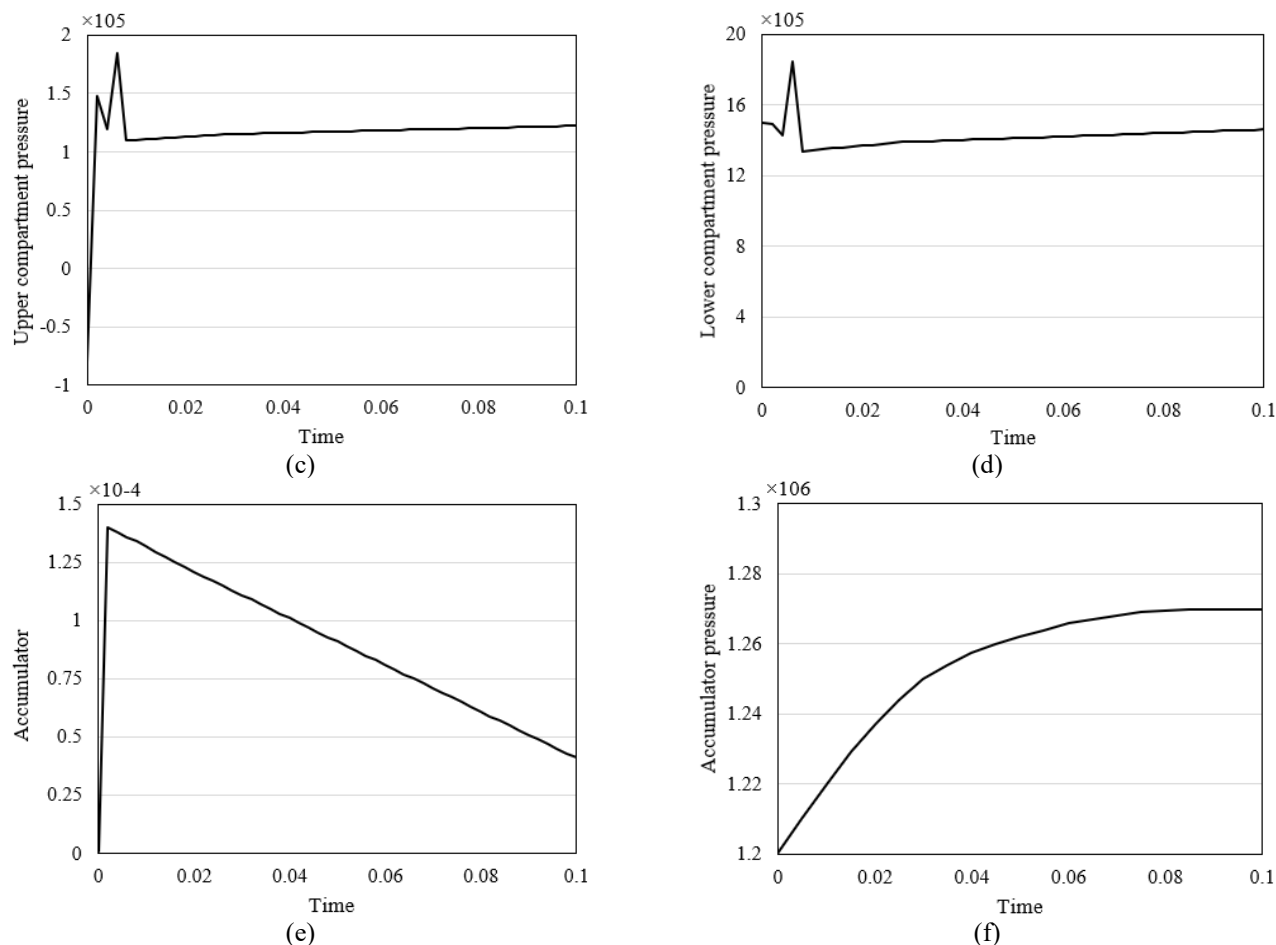 ×105
2
1.5
1
0.5
0
-0.5
-1
Upper compartment pressure
0 0.02 0.04 0.06 0.08 0.1
Time
(c)
×105
20
16
12
8
4
0
Lower compartment pressure
0 0.02 0.04 0.06 0.08 0.1
Time
(d)
×10-4
1.5
1.25
1
0.75
0.5
0.25
0
Accumulator
0 0.02 0.04 0.06 0.08 0.1
Time
(e)
×106
1.3
1.28
1.26
1.24
1.22
1.2
Accumulator pressure
0 0.02 0.04 0.06 0.08 0.1
Time
(f)